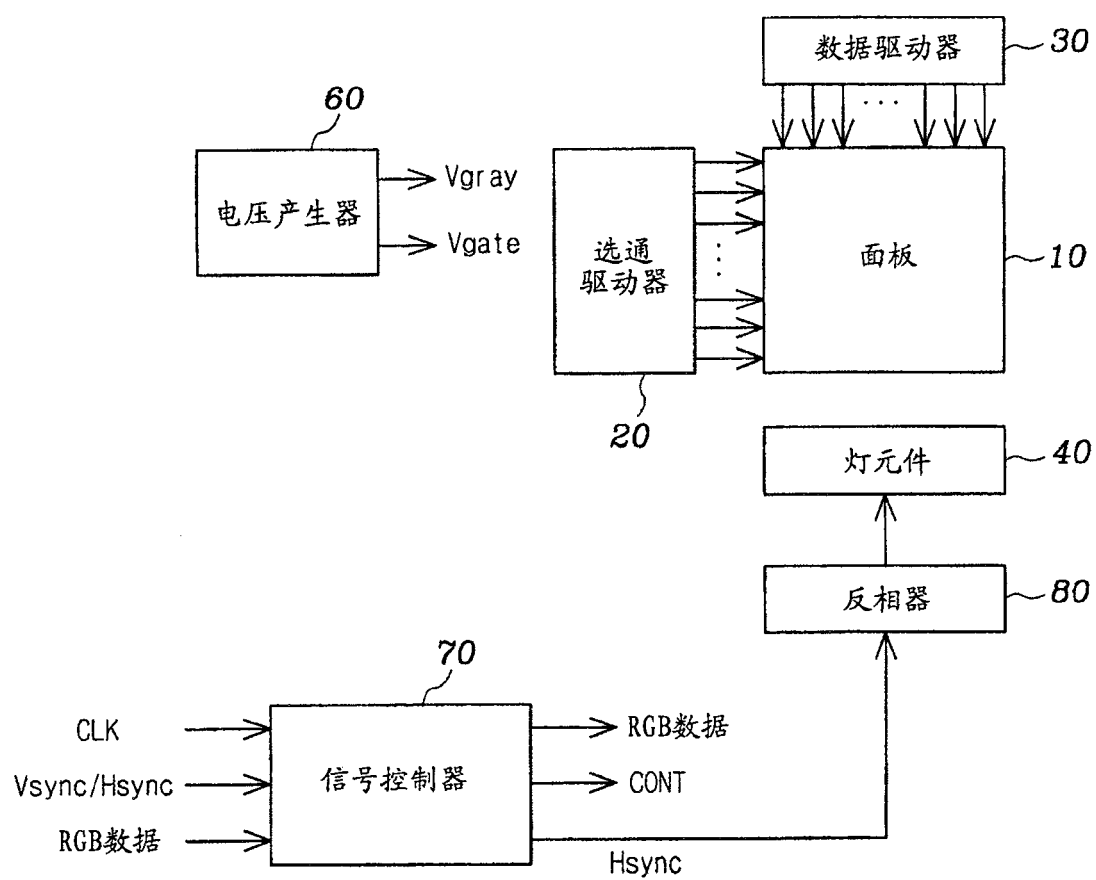 数据驱动器
30
60
电压产生器
Vgray
Vgate
选通
驱动器
面板
10
20
灯元件
40
反相器
80
70
CLK
Vsync/Hsync
RGB数据
信号控制器
RGB数据
CONT
Hsync